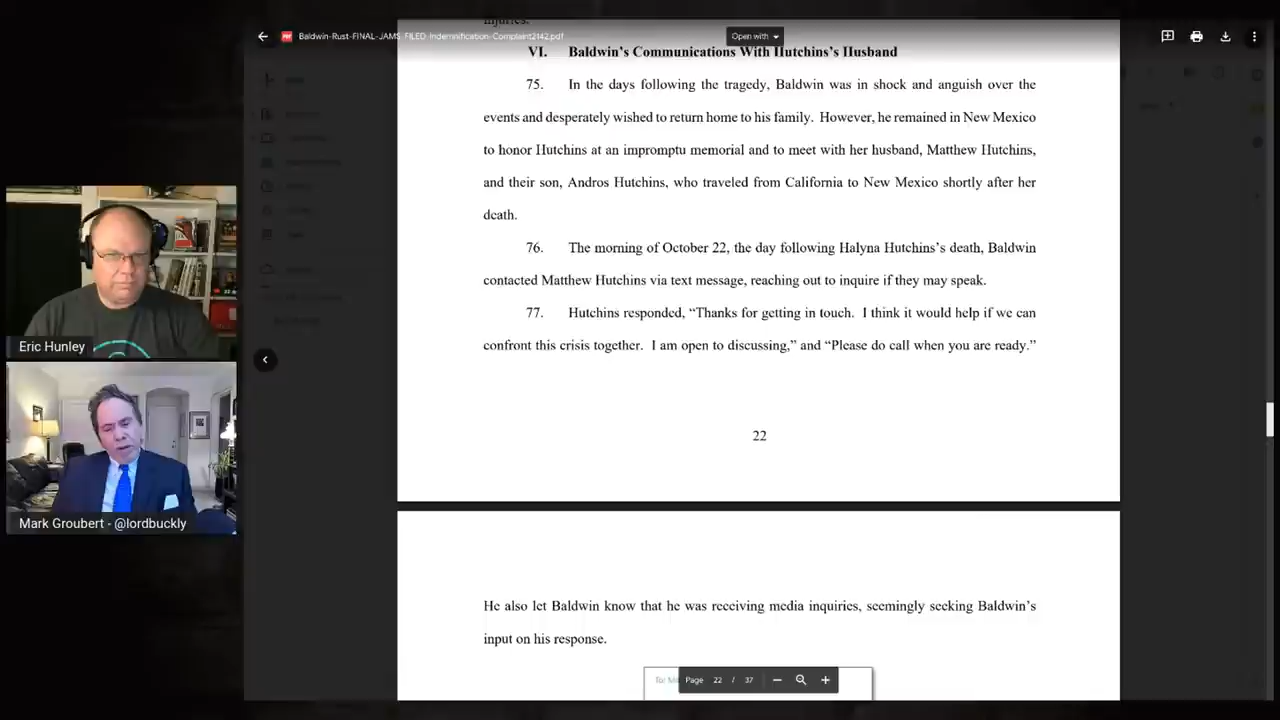 injuries.
Baldwin-Rust-FINAL-JAMS_FILED-Indemnification-Complaint2142.pdf
Open with
VI. Baldwin's Communications With Hutchins's Husband
75. In the days following the tragedy, Baldwin was in shock and anguish over the
events and desperately wished to return home to his family. However, he remained in New Mexico
to honor Hutchins at an impromptu memorial and to meet with her husband, Matthew Hutchins,
and their son, Andros Hutchins, who traveled from California to New Mexico shortly after her
death.
76. The morning of October 22, the day following Halyna Hutchins's death, Baldwin
contacted Matthew Hutchins via text message, reaching out to inquire if they may speak.
77. Hutchins responded, “Thanks for getting in touch. I think it would help if we can
confront this crisis together. I am open to discussing,” and “Please do call when you are ready.”
22
He also let Baldwin know that he was receiving media inquiries, seemingly seeking Baldwin's
input on his response.
To:
Page 22 / 37
Eric Hunley
Mark Groubert - @lordbuckly